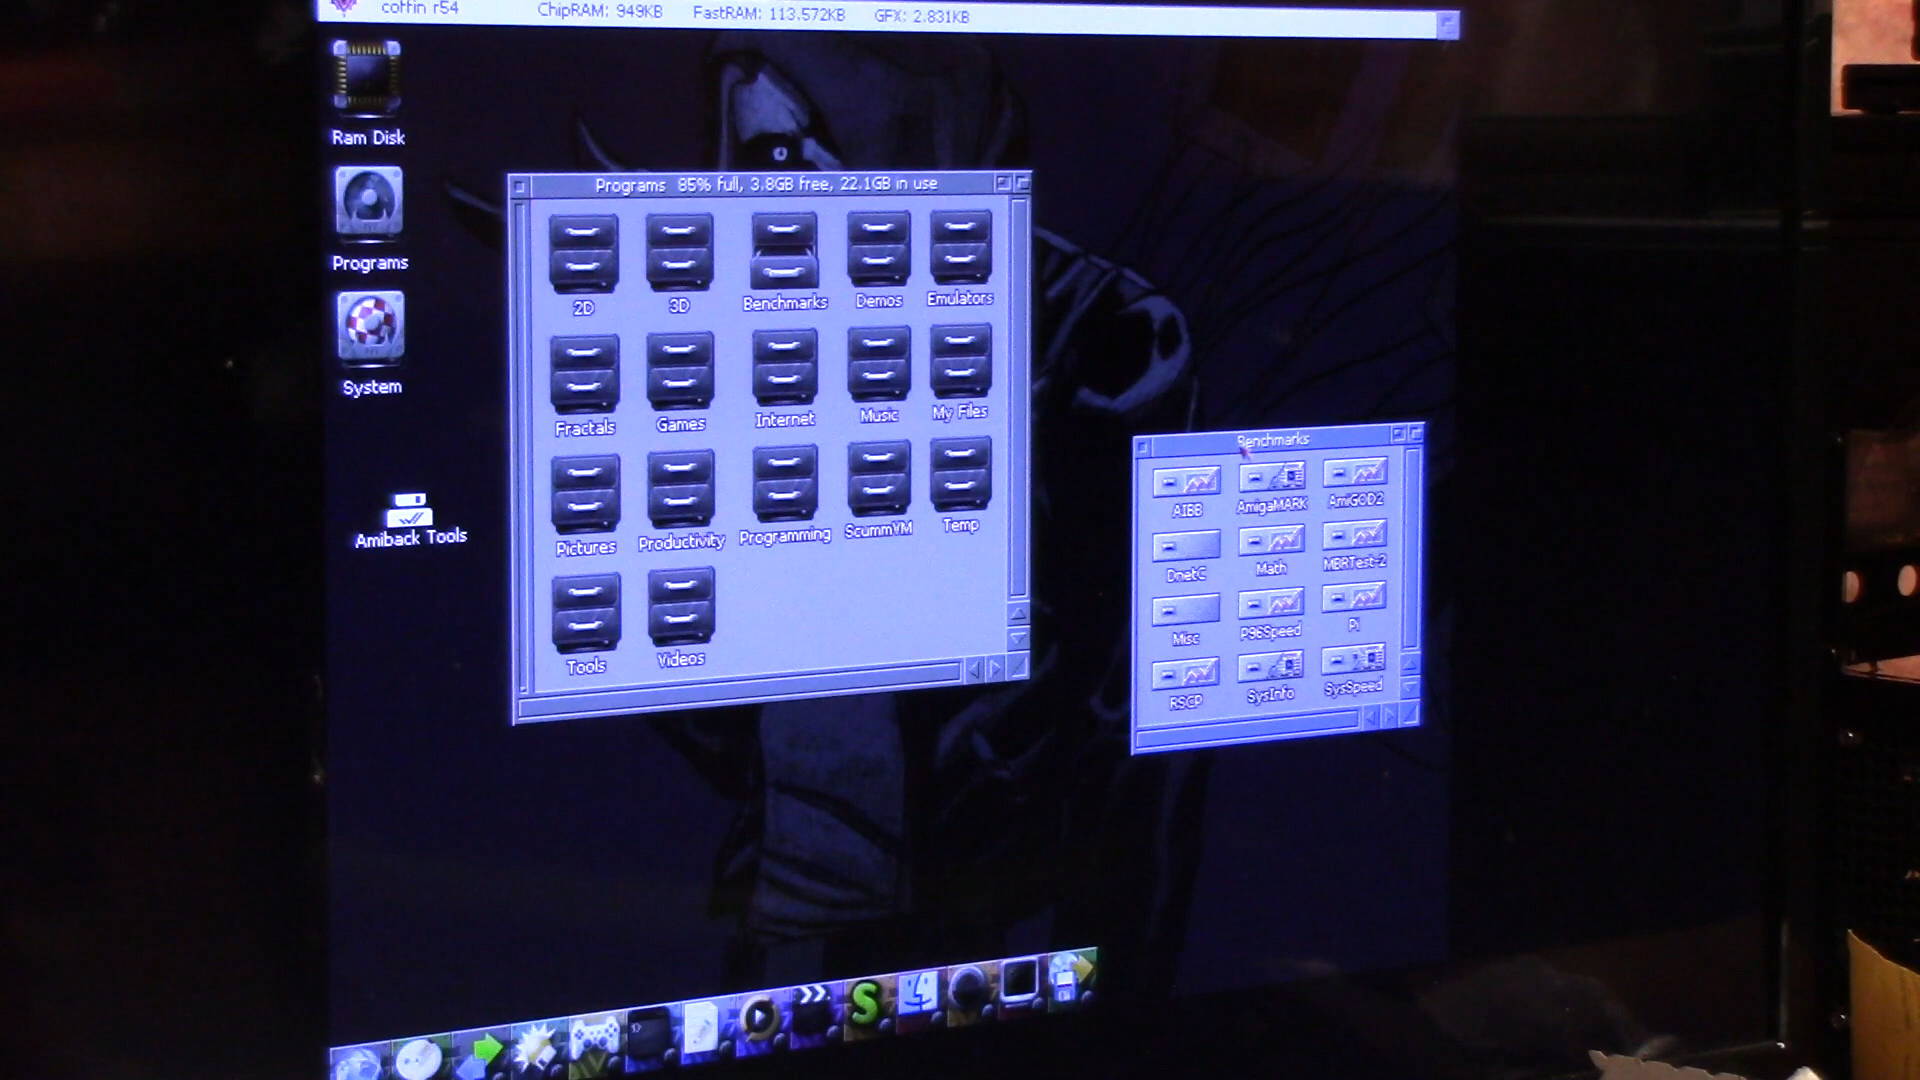 coffin r54 ChipRAM: 949KB FastRAM: 113.572KB GFX: 2.831KB
Ram Disk
Programs
System
Amiback Tools
Programs 85% full, 3.8GB free, 22.1GB in use
2D 3D Benchmarks Demos Emulators
Fractals Games Internet Music My Files
Pictures Productivity Programming ScummVM Temp
Tools Videos
Benchmarks
AIBB AmigaMARK AmiGOD2
DnetC Math MBRTest-2
Misc P96Speed Pi
RSCP SysInfo SysSpeed